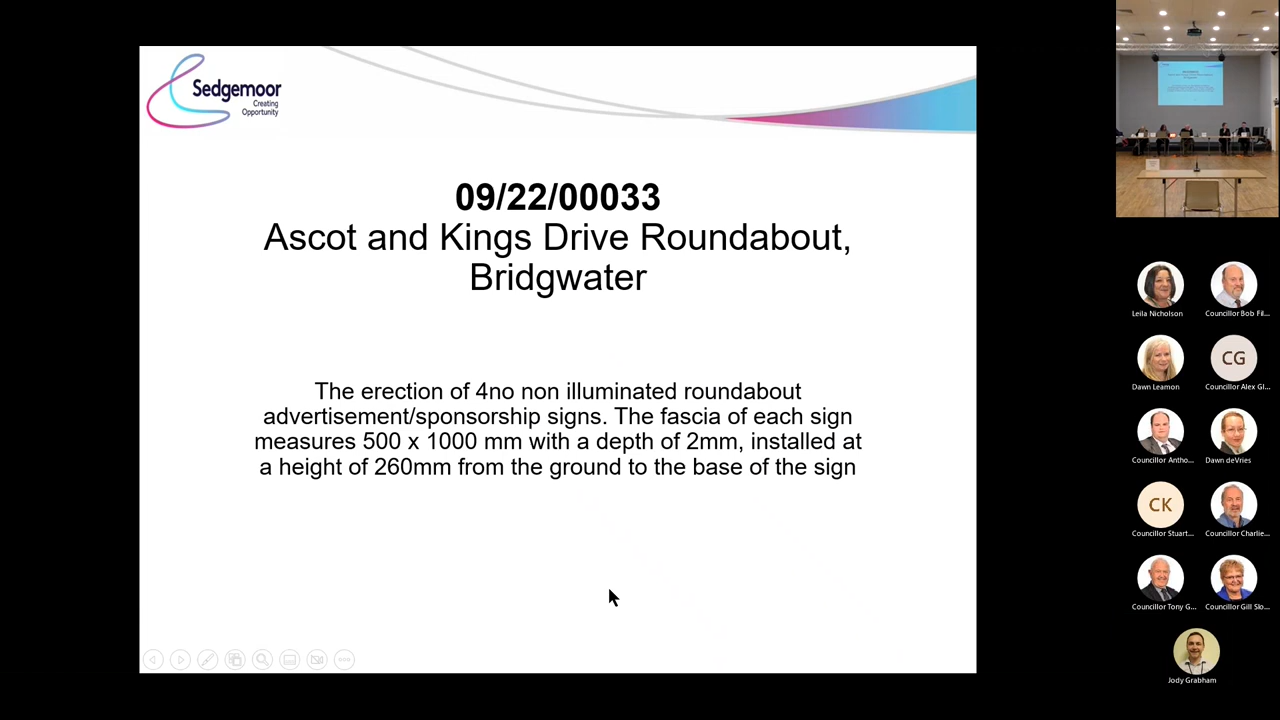 Sedgemoor
Creating
Opportunity
09/22/00033
Ascot and Kings Drive Roundabout,
Bridgwater
The erection of 4no non illuminated roundabout
advertisement/sponsorship signs. The fascia of each sign
measures 500 x 1000 mm with a depth of 2mm, installed at
a height of 260mm from the ground to the base of the sign
Leila Nicholson
Councillor Bob Fil...
Dawn Leamon
CG
Councillor Alex Gl...
Councillor Antho...
Dawn deVries
CK
Councillor Stuart...
Councillor Charlie...
Councillor Tony G...
Councillor Gill Slo...
Jody Grabham